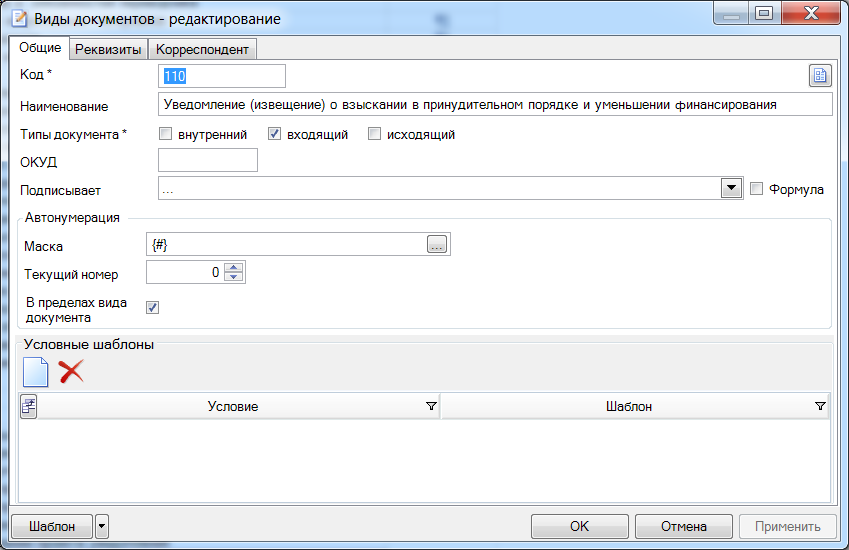 Виды документов - редактирование
Общие Реквизиты Корреспондент
Код * 110
Наименование Уведомление (извещение) о взыскании в принудительном порядке и уменьшении финансирования
Типы документа * внутренний входящий исходящий
ОКУД
Подписывает ... Формула
Автонумерация
Маска {#} ...
Текущий номер 0
В пределах вида
документа
Условные шаблоны
Условие Шаблон
Шаблон OK Отмена Применить